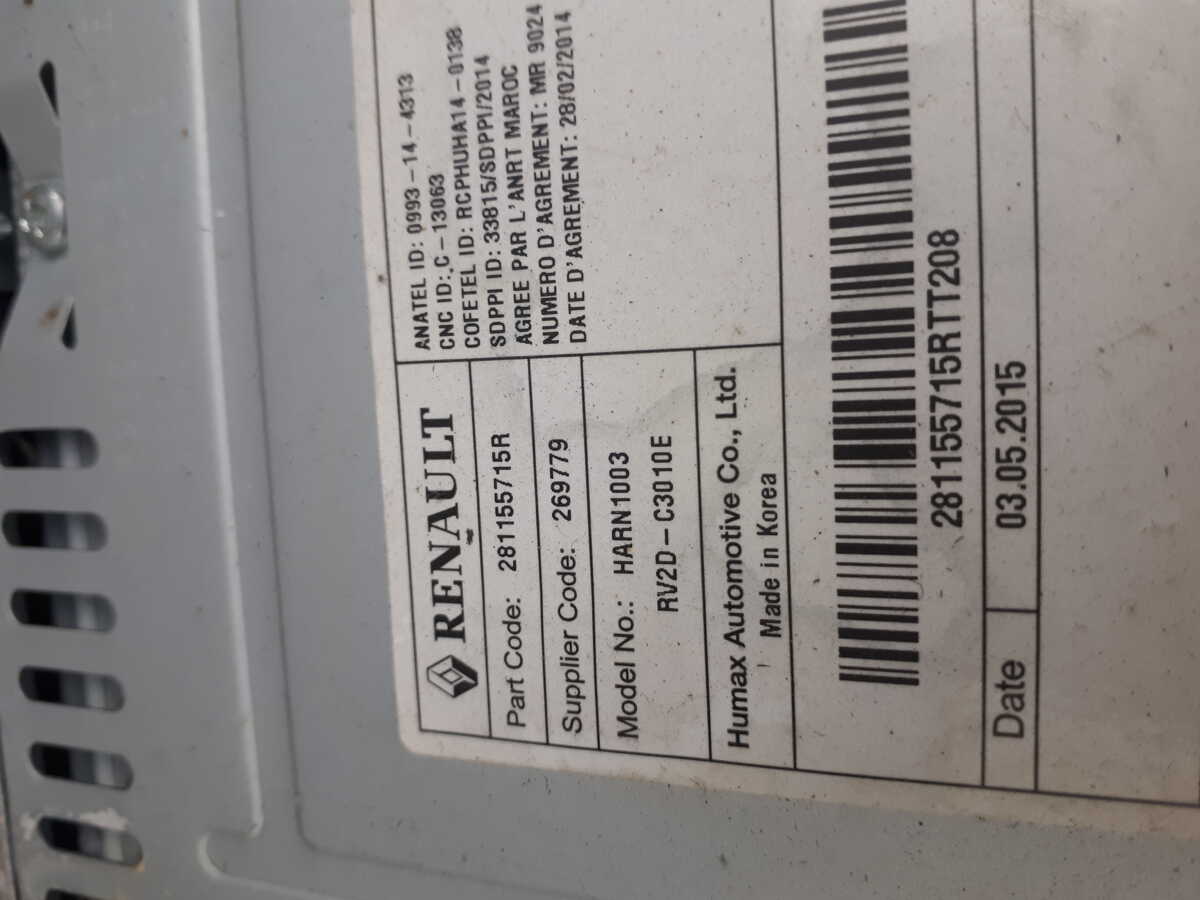 RENAULT
Part Code: 281155715R
Supplier Code: 269779
Model No.: HARN1003
RV2D-C3010E
Humax Automotive Co., Ltd.
Made in Korea
ANATEL ID: 0993-14-4313
CNC ID: C-13063
COFETEL ID: RCPHUHA14-0138
SDPPI ID: 33815/SDPPI/2014
AGREE PAR L'ANRT MAROC
NUMERO D'AGREMENT: MR 9024
DATE D'AGREMENT: 28/02/2014
281155715RTT208
Date 03.05.2015